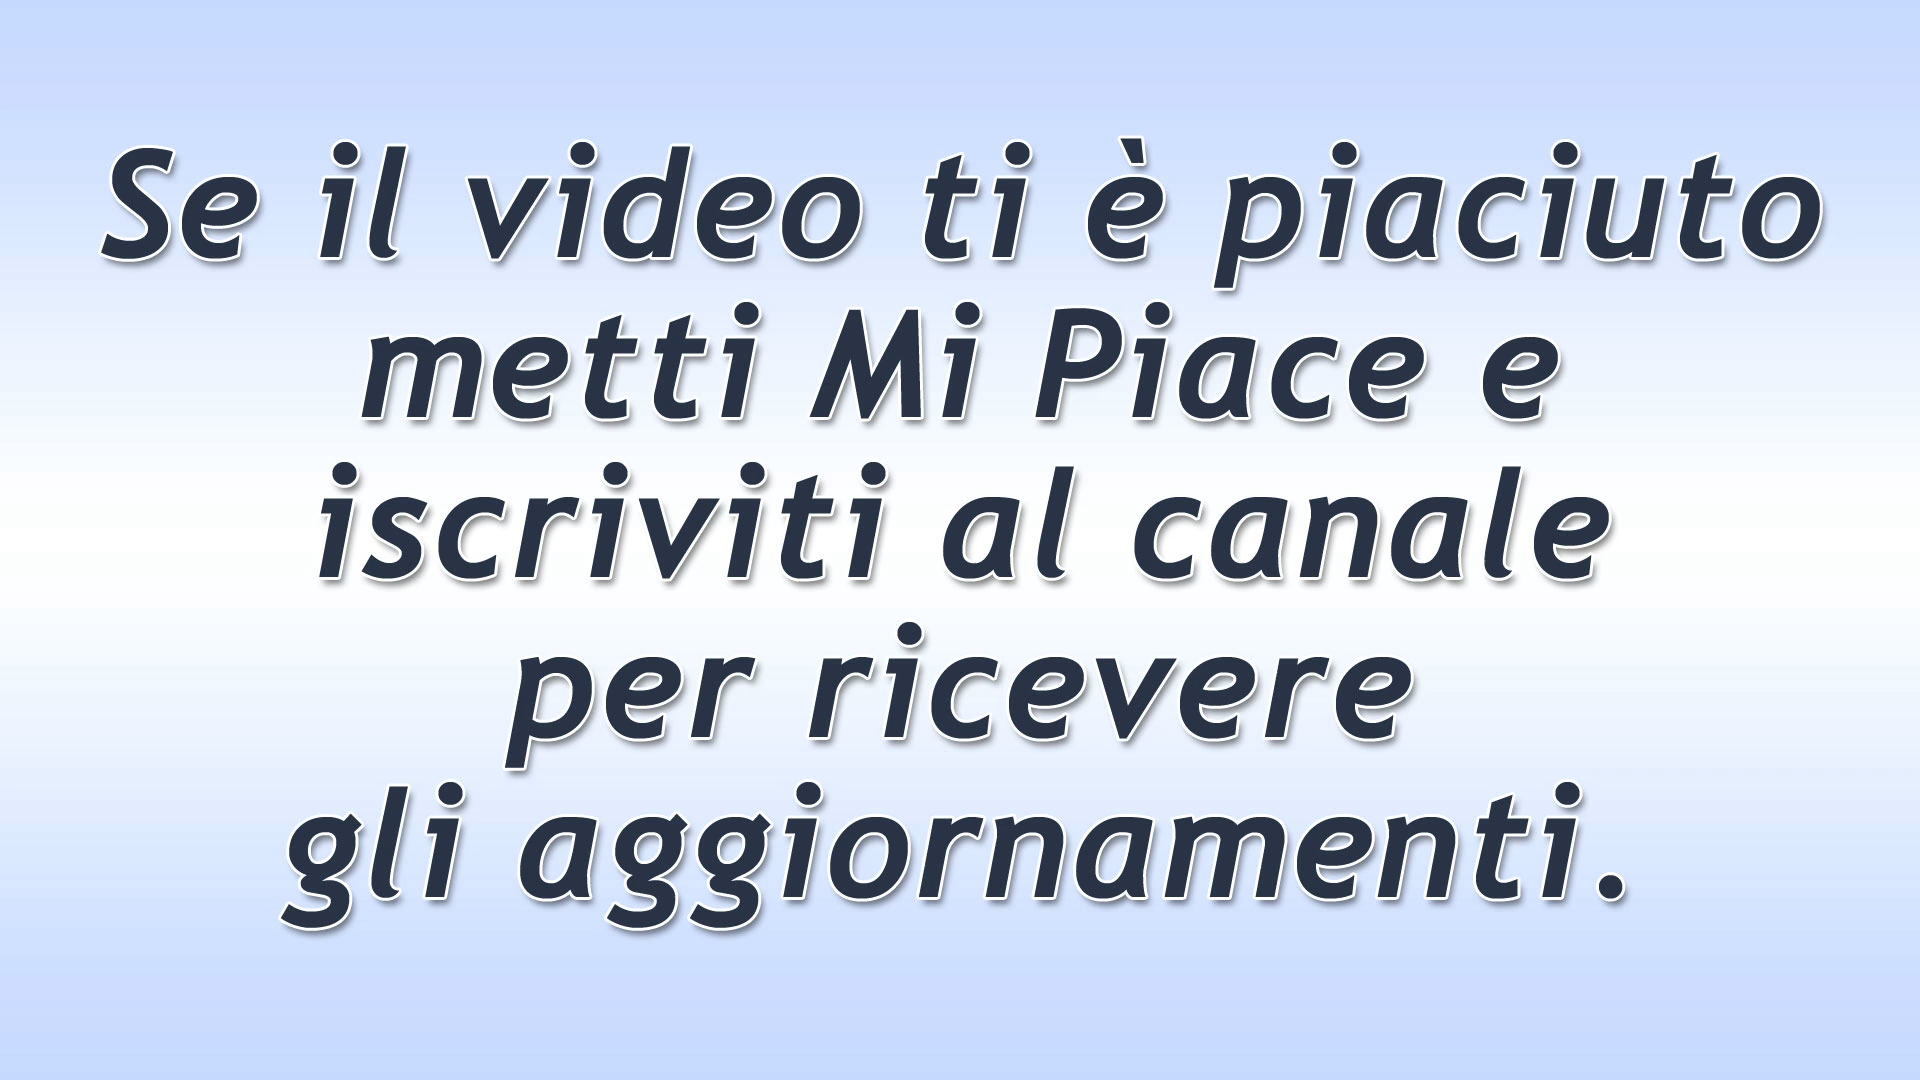 Se il video ti è piaciuto
metti Mi Piace e
iscriviti al canale
per ricevere
gli aggiornamenti.